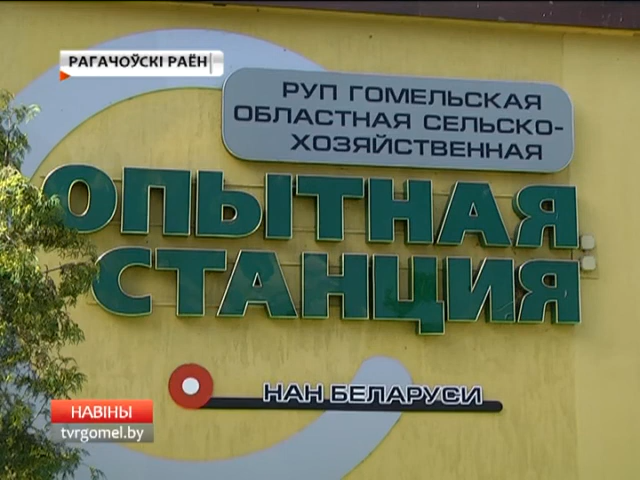 РАГАЧОЎСКІ РАЁН
РУП ГОМЕЛЬСКАЯ
ОБЛАСТНАЯ СЕЛЬСКО-
ХОЗЯЙСТВЕННАЯ
ОПЫТНАЯ
СТАНЦИЯ
НАН БЕЛАРУСИ
НАВІНЫ
tvrgomel.by